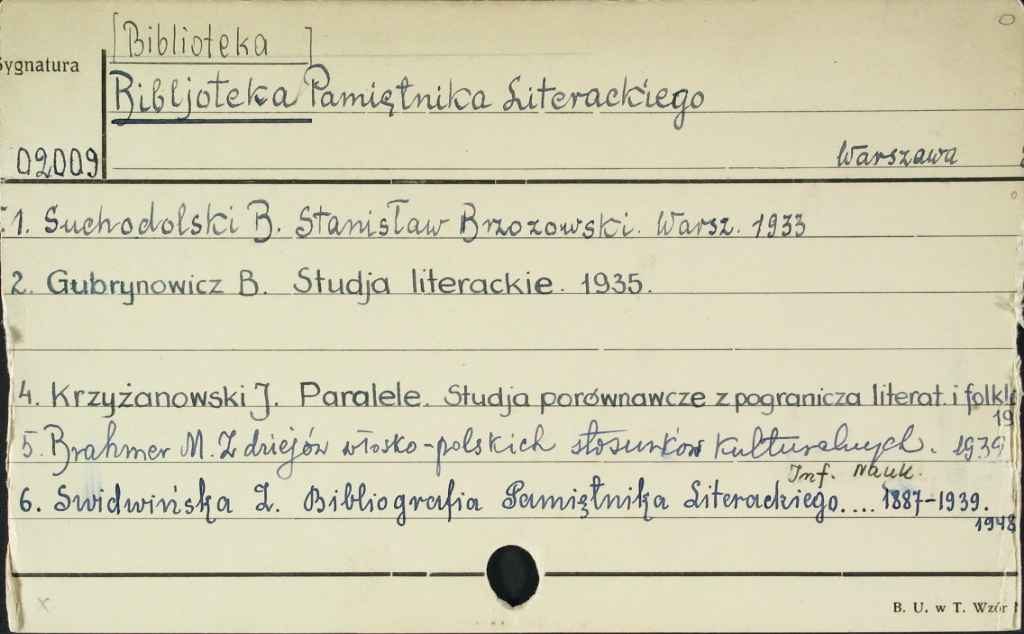 [Biblioteka ]
Sygnatura
Bibljoteka Pamiętnika Literackiego
02009
Warszawa
1. Suchodolski B. Stanisław Brzozowski. Warsz. 1933
2. Gubrynowicz B. Studja literackie. 1935.
4. Krzyżanowski J. Paralele. Studja porównawcze z pogranicza literat. i folkl
19
5. Brahmer M. Z dziejów włosko-polskich stosunków kulturalnych. 1939
Inf. Nauk.
6. Swidwińska Z. Bibliografia Pamiętnika Literackiego.... 1887-1939.
1948
B. U. w T. Wzór